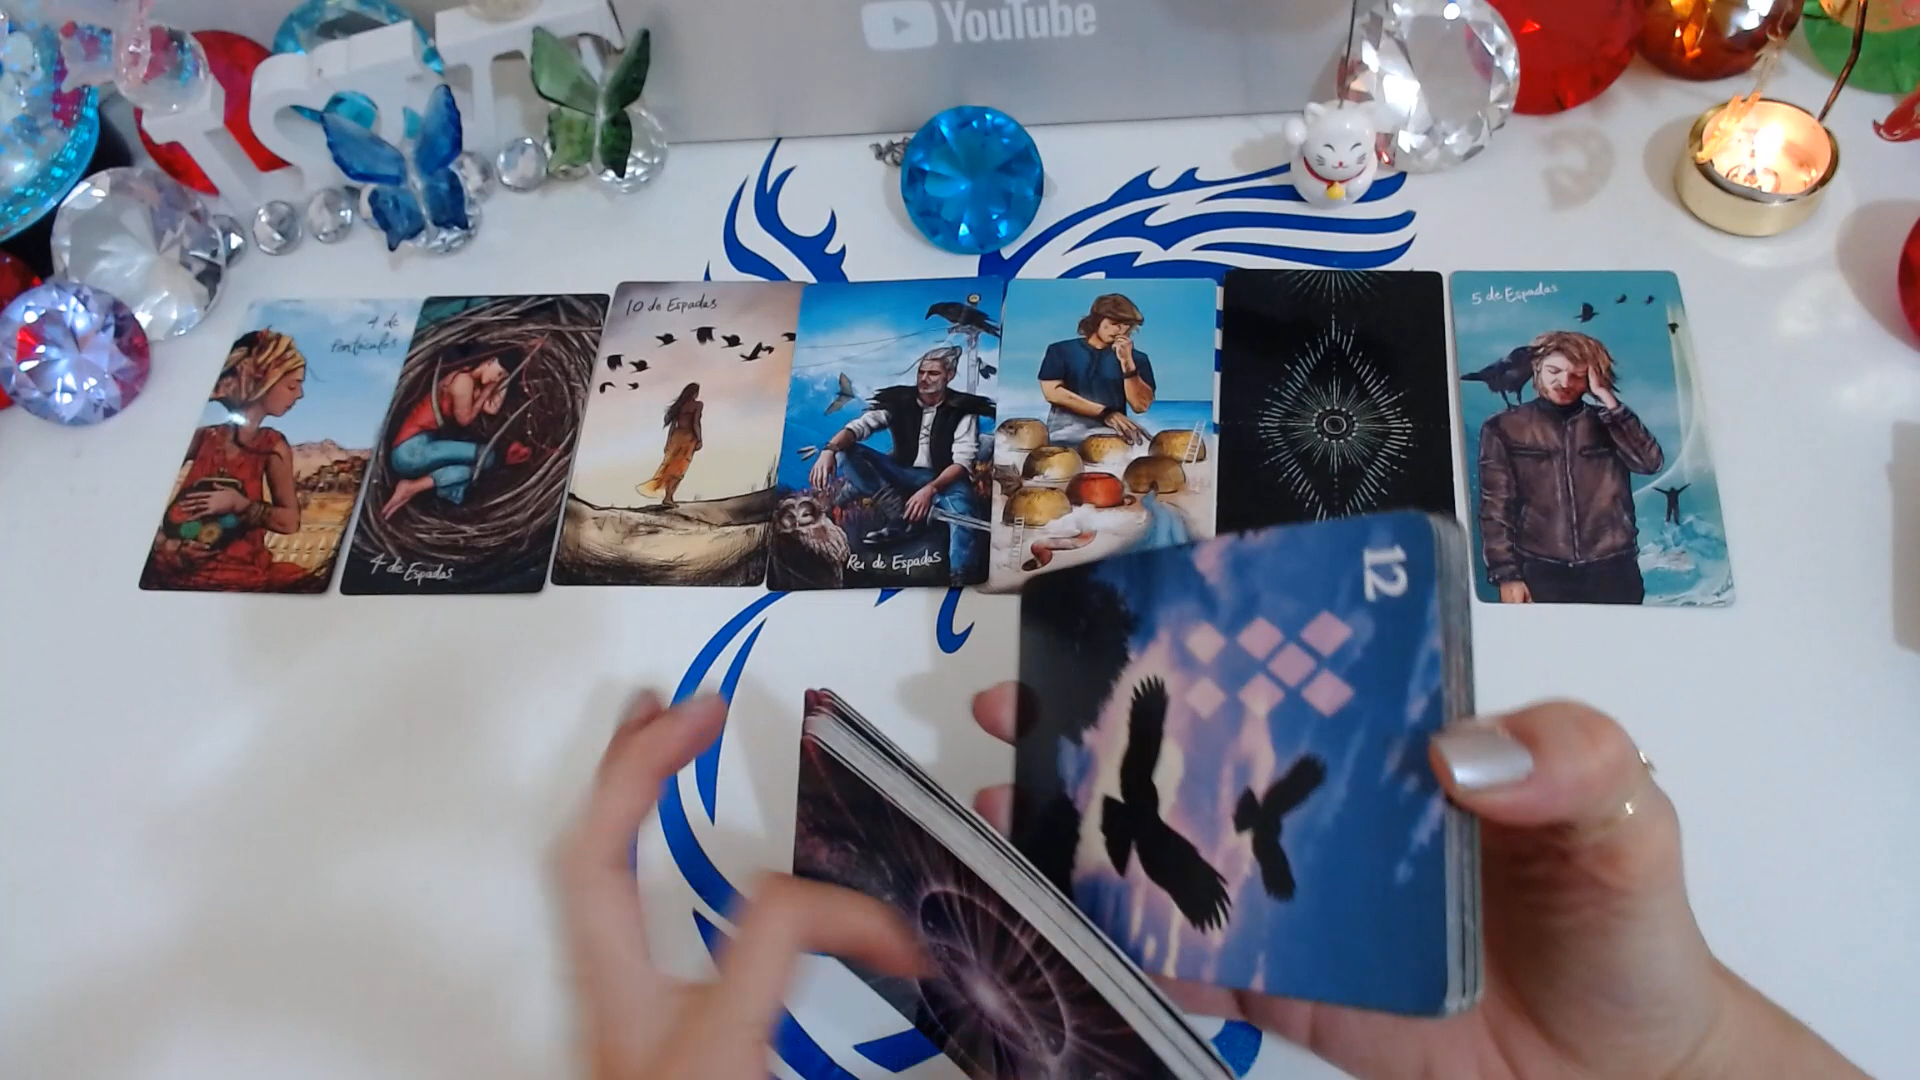 YouTube
4 de
Pentáculos
4 de Espadas
10 de Espadas
Rei de Espadas
5 de Espadas
12